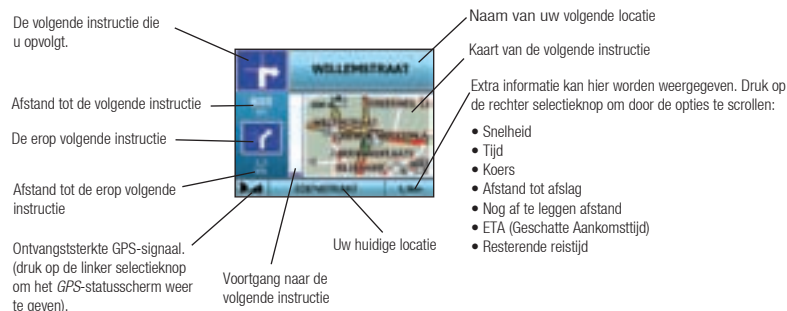 De volgende instructie die
u opvolgt.
Afstand tot de volgende instructie
De erop volgende instructie
Afstand tot de erop volgende
instructie
Ontvangststerkte GPS-signaal.
(druk op de linker selectieknop
om het GPS-statusscherm weer
te geven).
WILLEMSTRAAT
Voortgang naar de
volgende instructie
Uw huidige locatie
Naam van uw volgende locatie
Kaart van de volgende instructie
Extra informatie kan hier worden weergegeven. Druk op
de rechter selectieknop om door de opties te scrollen:
• Snelheid
• Tijd
• Koers
• Afstand tot afslag
• Nog af te leggen afstand
• ETA (Geschatte Aankomsttijd)
• Resterende reistijd